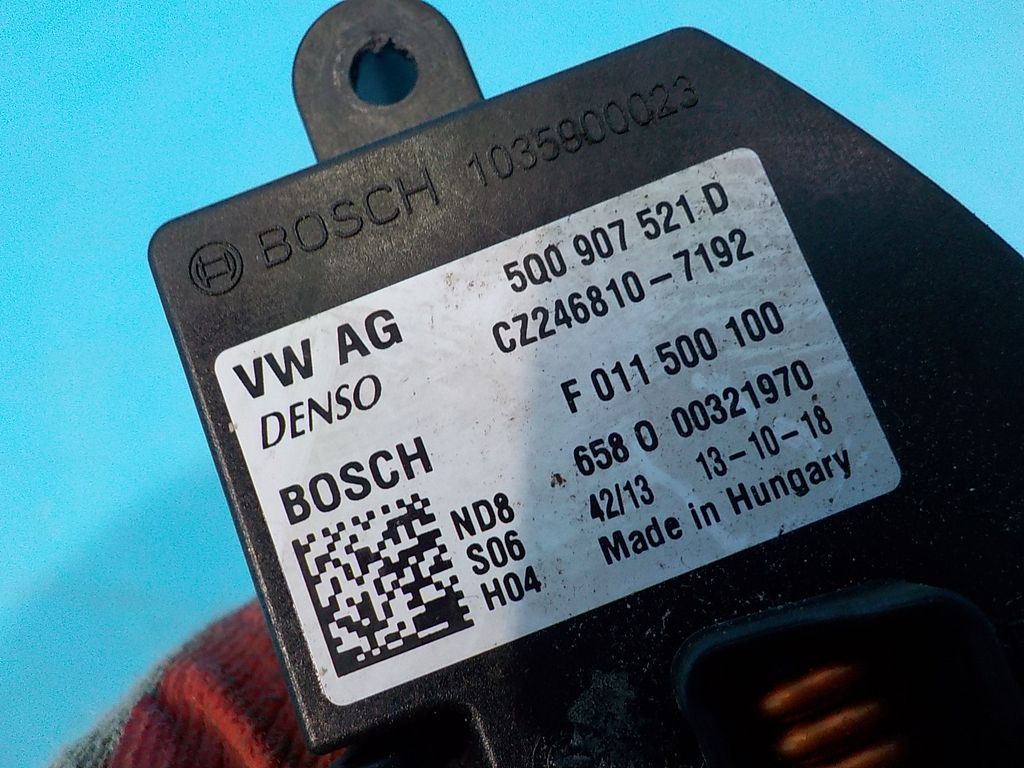 BOSCH 1035900023
VW AG 5Q0 907 521 D
DENSO CZ246810-7192
BOSCH F 011 500 100
ND8 658 0 00321970
S06 42/13 13-10-18
H04 Made in Hungary